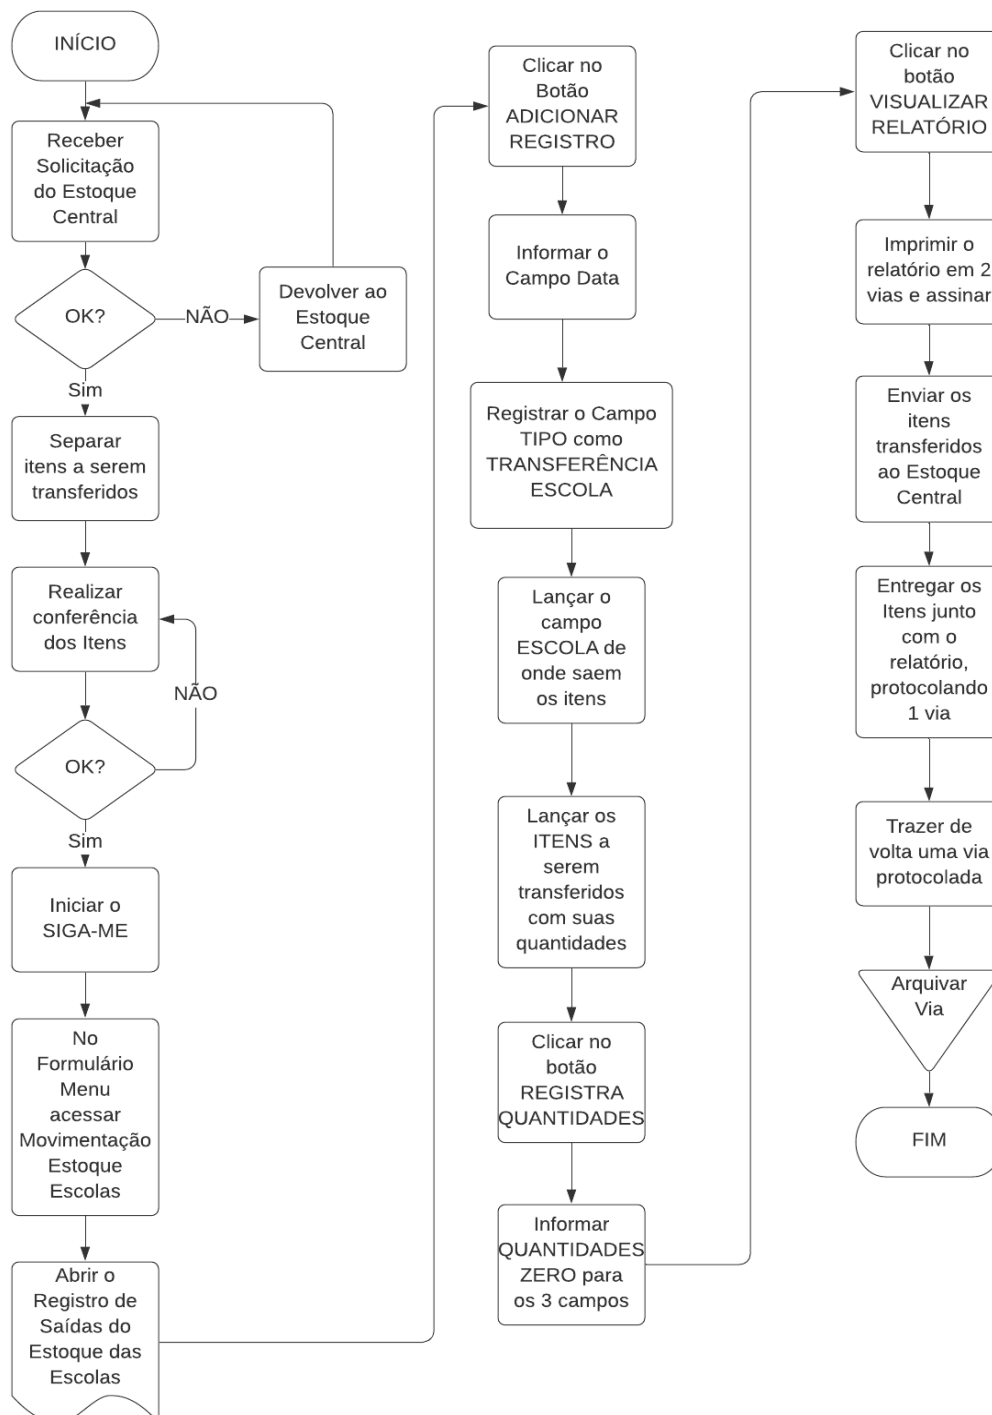 INÍCIO
Receber
Solicitação
do Estoque
Central
OK?
NÃO
Devolver ao
Estoque
Central
Sim
Separar
itens a serem
transferidos
Realizar
conferência
dos Itens
NÃO
OK?
Sim
Iniciar o
SIGA-ME
No
Formulário
Menu
acessar
Movimentação
Estoque
Escolas
Abrir o
Registro de
Saídas do
Estoque das
Escolas
Clicar no
Botão
ADICIONAR
REGISTRO
Informar o
Campo Data
Registrar o Campo
TIPO como
TRANSFERÊNCIA
ESCOLA
Lançar o
campo
ESCOLA de
onde saem
os itens
Lançar os
ITENS a
serem
transferidos
com suas
quantidades
Clicar no
botão
REGISTRA
QUANTIDADES
Informar
QUANTIDADES
ZERO para
os 3 campos
Clicar no
botão
VISUALIZAR
RELATÓRIO
Imprimir o
relatório em 2
vias e assinar
Enviar os
itens
transferidos
ao Estoque
Central
Entregar os
Itens junto
com o
relatório,
protocolando
1 via
Trazer de
volta uma via
protocolada
Arquivar
Via
FIM